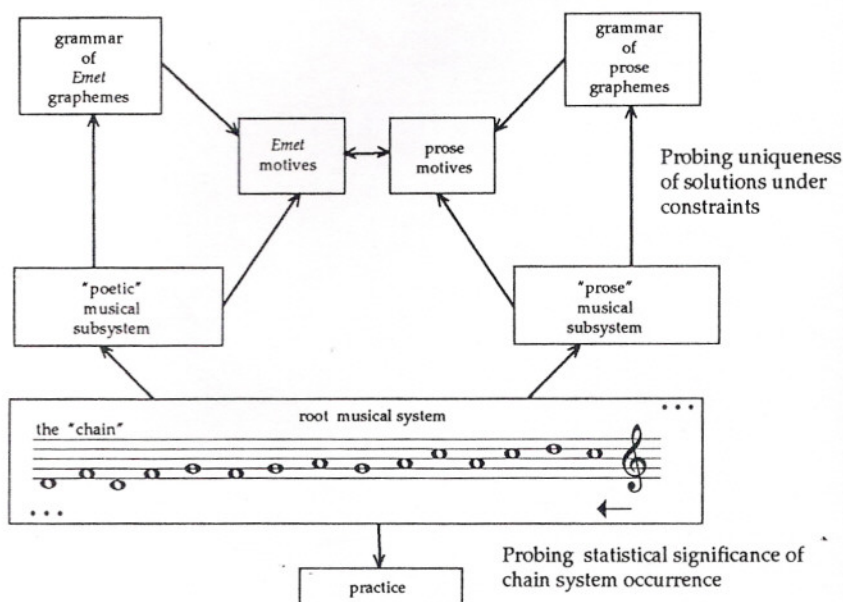 grammar
of
Emet
graphemes
grammar
of
prose
graphemes
Emet
motives
prose
motives
Probing uniqueness
of solutions under
constraints
"poetic"
musical
subsystem
"prose"
musical
subsystem
root musical system
• • •
the "chain"
• • •
Probing statistical significance of
chain system occurrence
practice